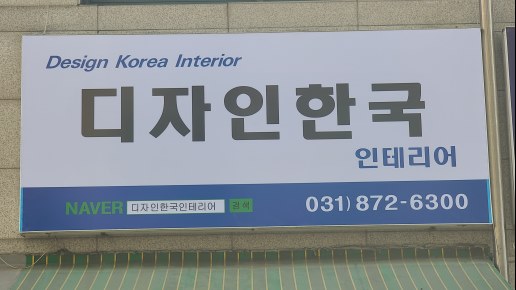 Design Korea Interior
디자인한국
인테리어
NAVER 디자인한국인테리어 검색 031) 872-6300